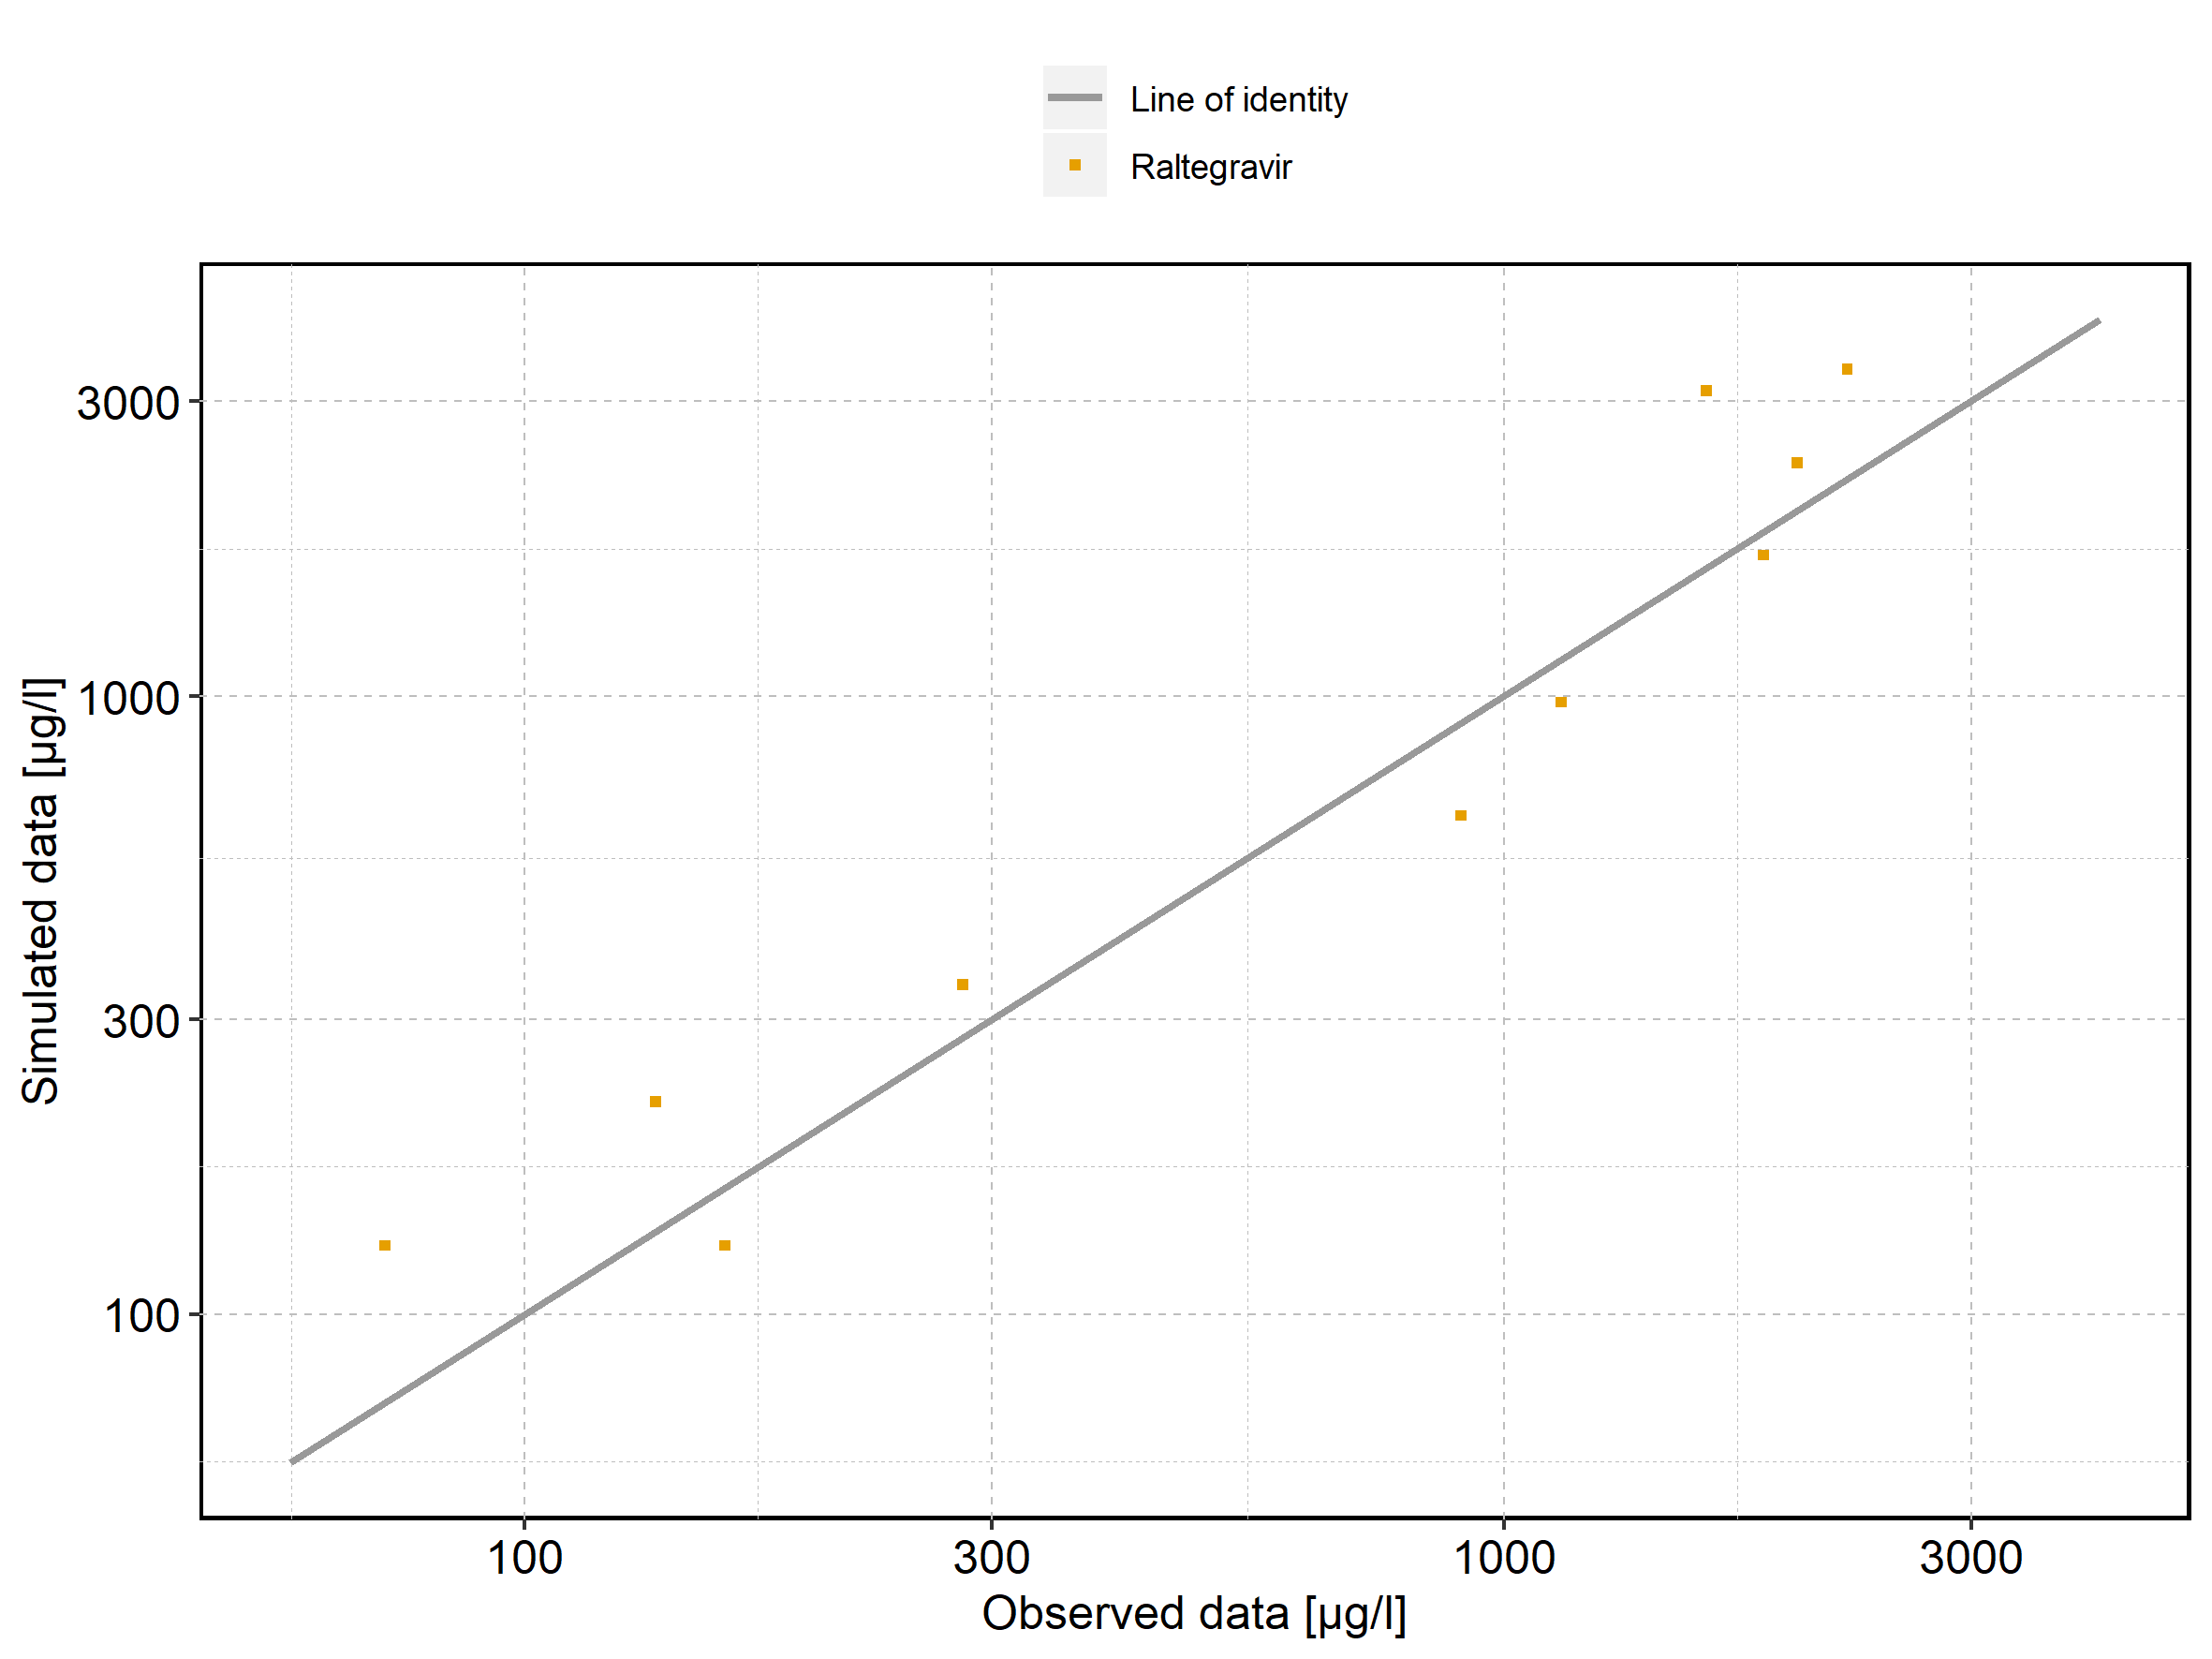 Line of identity
Raltegravir
3000
1000
300
100
Simulated data [µg/l]
100 300 1000 3000
Observed data [µg/l]